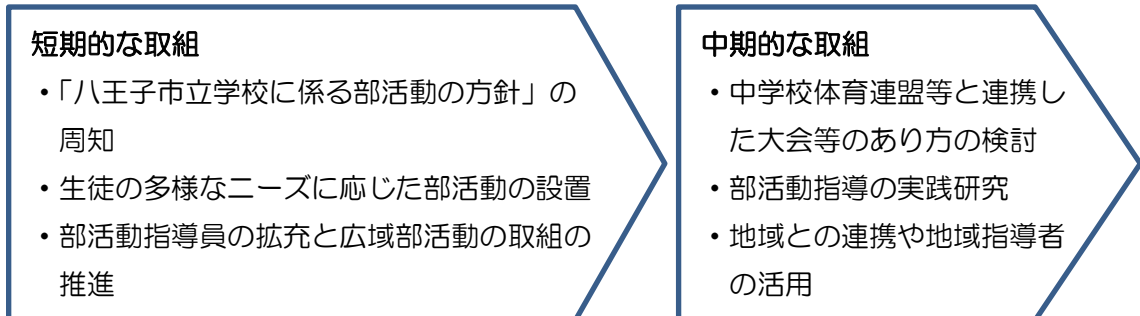 短期的な取組
・「八王子市立学校に係る部活動の方針」の
周知
・生徒の多様なニーズに応じた部活動の設置
・部活動指導員の拡充と広域部活動の取組の
推進
中期的な取組
・中学校体育連盟等と連携し
た大会等のあり方の検討
・部活動指導の実践研究
・地域との連携や地域指導者
の活用